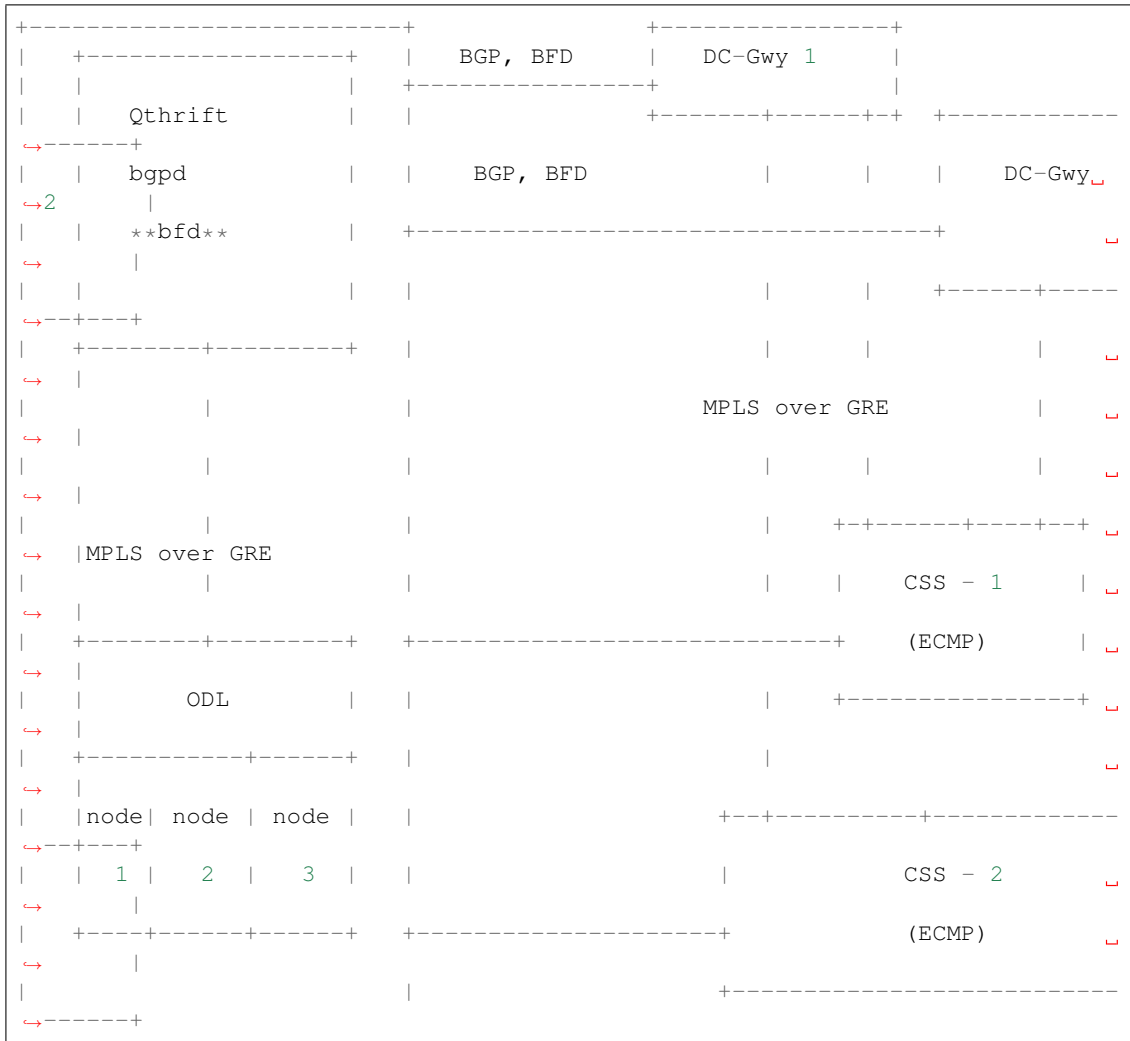 +--------------------------+                +----------------+
|   +------------------+   |   BGP, BFD     |   DC-Gwy 1     |
|   |                  |   +----------------+                |
|   |   Qthrift        |   |                +-------+------+-+  +------------
↪------+
|   |   bgpd           |   |    BGP, BFD            |      |    |    DC-Gwy␣
↪2      |
|   |   **bfd**        |   +------------------------------------+           ␣
↪       |
|   |                  |   |                        |      |    +------+-----
↪--+---+
|   +--------+---------+   |                        |      |           |    ␣
↪   |
|            |             |                    MPLS over GRE          |    ␣
↪   |
|            |             |                        |      |           |    ␣
↪   |
|            |             |                        |    +-+------+----+--+ ␣
↪   |MPLS over GRE
|            |             |                        |    |    CSS - 1     | ␣
↪   |
|   +--------+---------+   +-----------------------------+    (ECMP)      | ␣
↪   |
|   |       ODL        |   |                        |    +----------------+ ␣
↪   |
|   +-----------+------+   |                        |                       ␣
↪   |
|   |node| node | node |   |                     +--+----------+-------------
↪--+---+
|   |  1 |   2  |   3  |   |                     |            CSS - 2       ␣
↪       |
|   +----+------+------+   +---------------------+            (ECMP)        ␣
↪       |
|                          |                     +---------------------------
↪------+